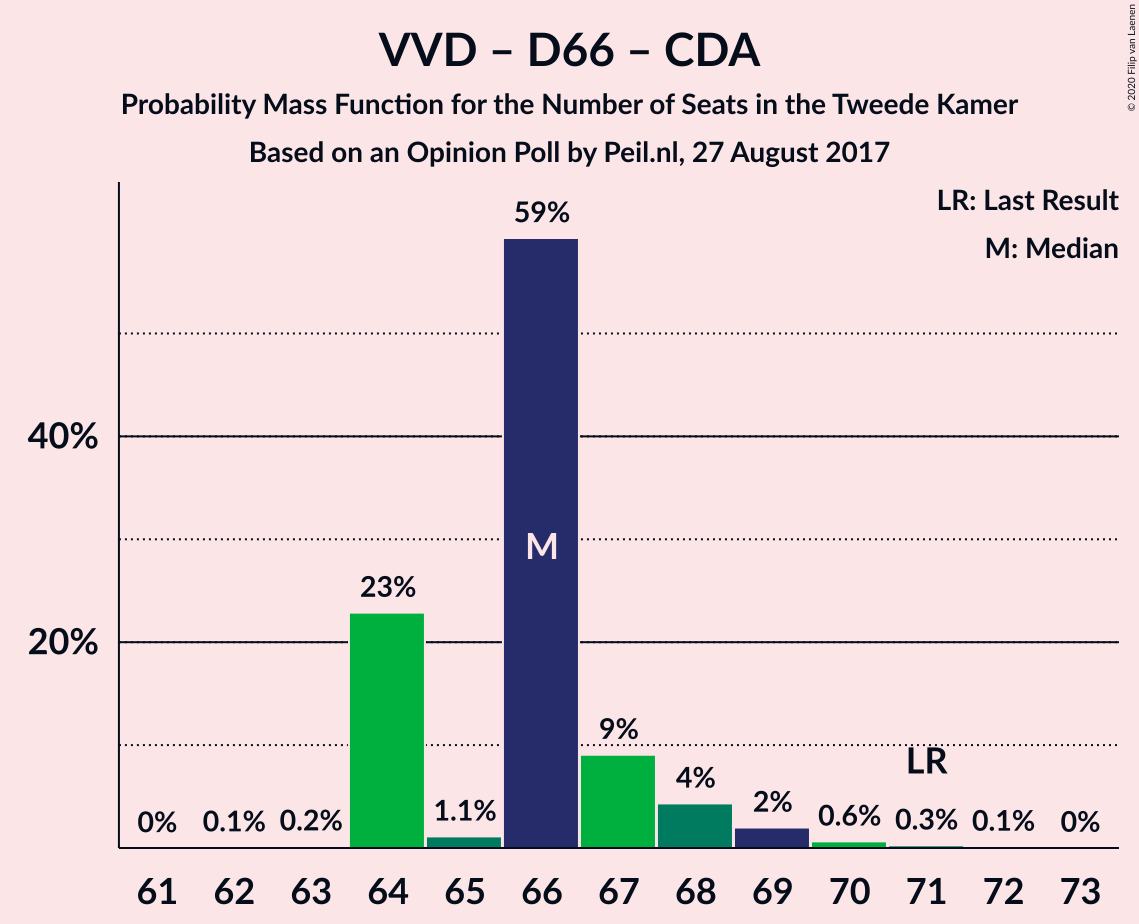 VVD – D66 – CDA
Probability Mass Function for the Number of Seats in the Tweede Kamer
Based on an Opinion Poll by Peil.nl, 27 August 2017
© 2020 Filip van Laenen
LR: Last Result
M: Median
59%
40%
M
23%
20%
9%
LR
4%
2%
1.1%
0.6%
0% 0.1% 0.2% 0.3% 0.1% 0%
61 62 63 64 65 66 67 68 69 70 71 72 73